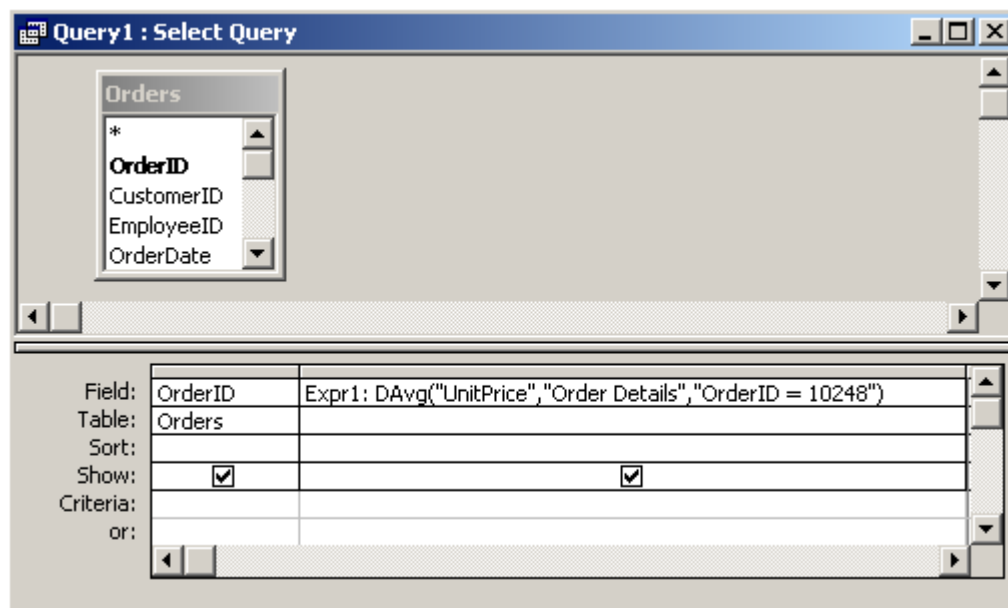 Query1 : Select Query
Orders
*
OrderID
CustomerID
EmployeeID
OrderDate
Field: OrderID Expr1: DAvg("UnitPrice","Order Details","OrderID = 10248")
Table: Orders
Sort:
Show:
Criteria:
or: